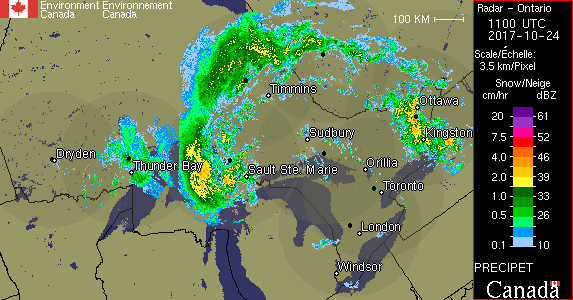 Environment Environnement
Canada Canada
100 KM
Timmins
Ottawa
Kingston
Sudbury
Dryden
Thunder Bay
Sault Ste. Marie
Orillia
Toronto
London
Windsor
Radar - Ontario
1100 UTC
2017-10-24
Scale/Échelle:
3.5 km/Pixel
Snow/Neige
cm/hr dBZ
20 61
7.5 52
4.0 46
2.0 39
1.0 33
0.5 26
0.1 10
PRECIPET
Canada